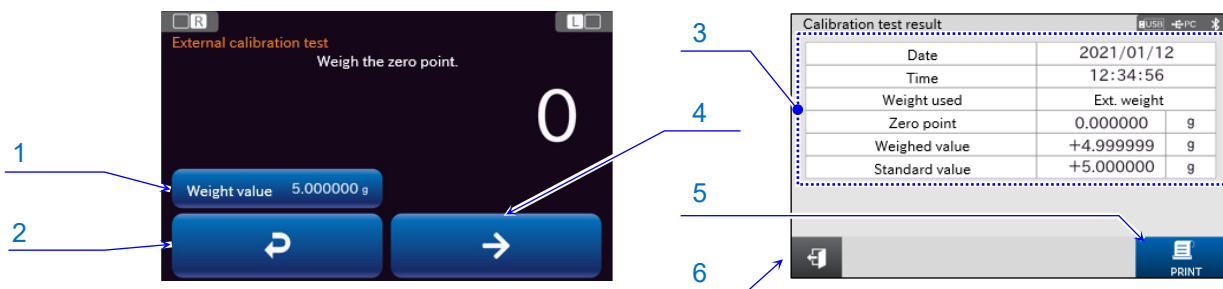 R L
External calibration test
Weigh the zero point.
0
Weight value 5.000000 g
1
2
3
4
5
6
Calibration test result USB PC
Date 2021/01/12
Time 12:34:56
Weight used Ext. weight
Zero point 0.000000 g
Weighed value +4.999999 g
Standard value +5.000000 g
PRINT